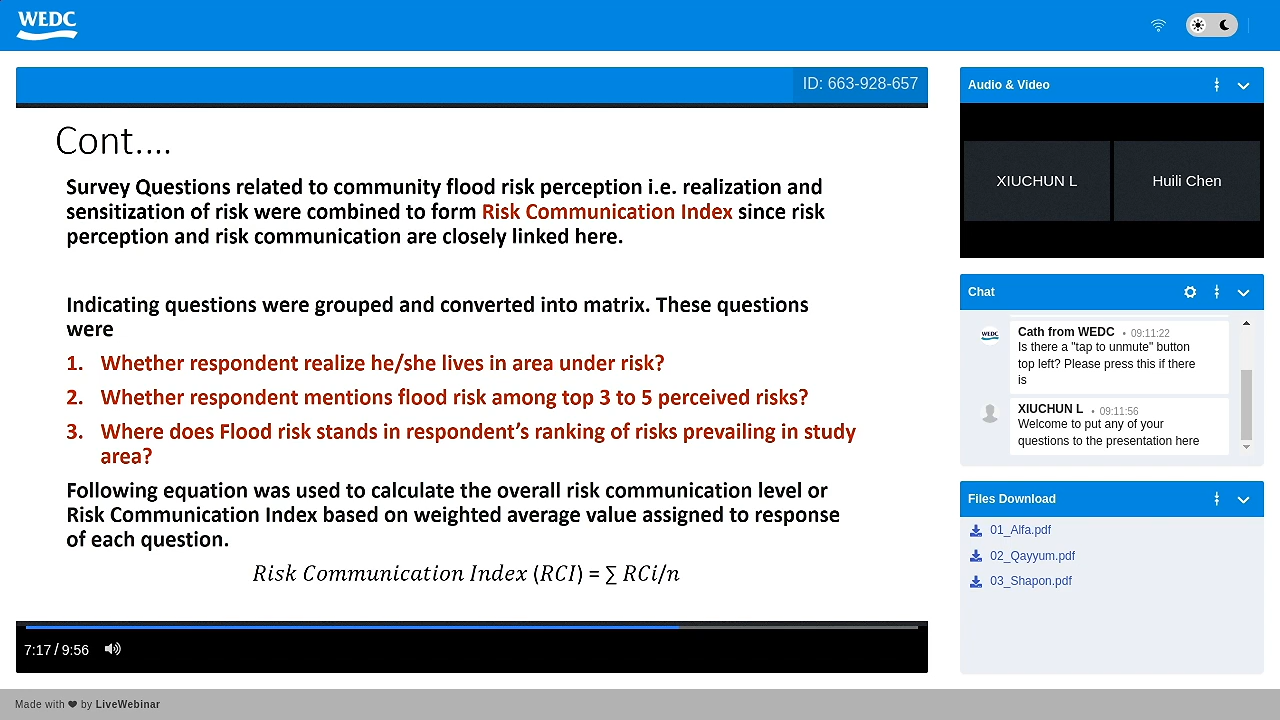 WEDC
ID: 663-928-657
Cont....
Survey Questions related to community flood risk perception i.e. realization and
sensitization of risk were combined to form Risk Communication Index since risk
perception and risk communication are closely linked here.
Indicating questions were grouped and converted into matrix. These questions
were
1. Whether respondent realize he/she lives in area under risk?
2. Whether respondent mentions flood risk among top 3 to 5 perceived risks?
3. Where does Flood risk stands in respondent's ranking of risks prevailing in study
area?
Following equation was used to calculate the overall risk communication level or
Risk Communication Index based on weighted average value assigned to response
of each question.
Risk Communication Index (RCI) = ∑ RCi/n
7:17 / 9:56
Audio & Video
XIUCHUN L
Huili Chen
Chat
WEDC
Cath from WEDC • 09:11:22
Is there a "tap to unmute" button
top left? Please press this if there
is
XIUCHUN L • 09:11:56
Welcome to put any of your
questions to the presentation here
Files Download
01_Alfa.pdf
02_Qayyum.pdf
03_Shapon.pdf
Made with ❤ by LiveWebinar